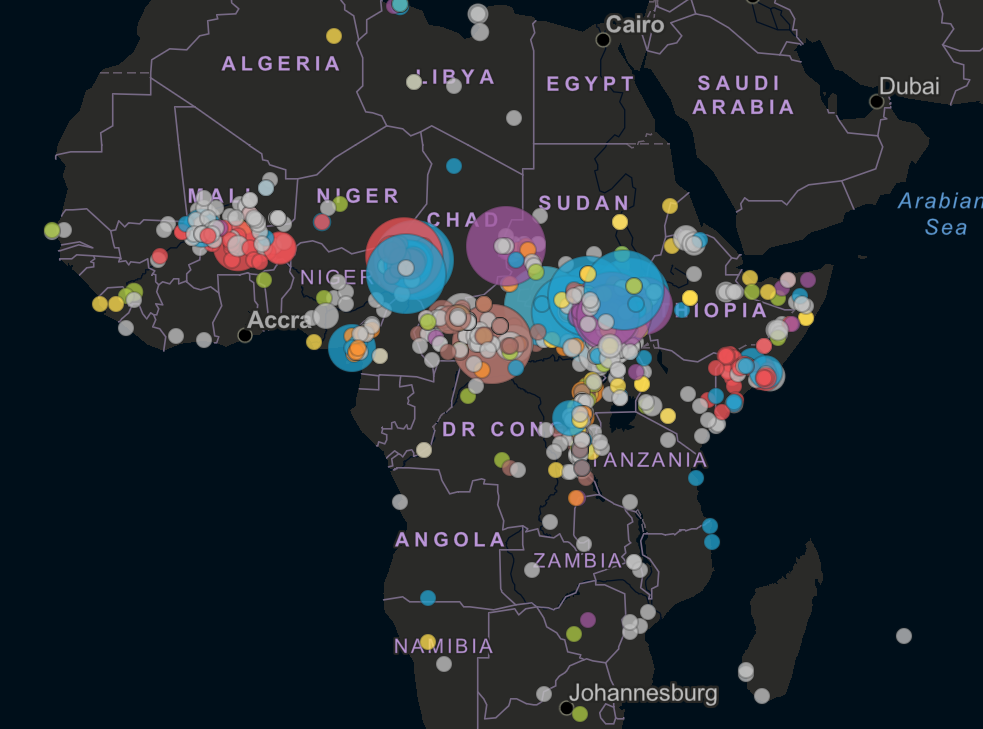 Cairo
ALGERIA
LIBYA
EGYPT
SAUDI
ARABIA
Dubai
MALI
NIGER
CHAD
SUDAN
Arabian
Sea
NIGER
HIOPIA
Accra
DR CON
TANZANIA
ANGOLA
ZAMBIA
NAMIBIA
Johannesburg